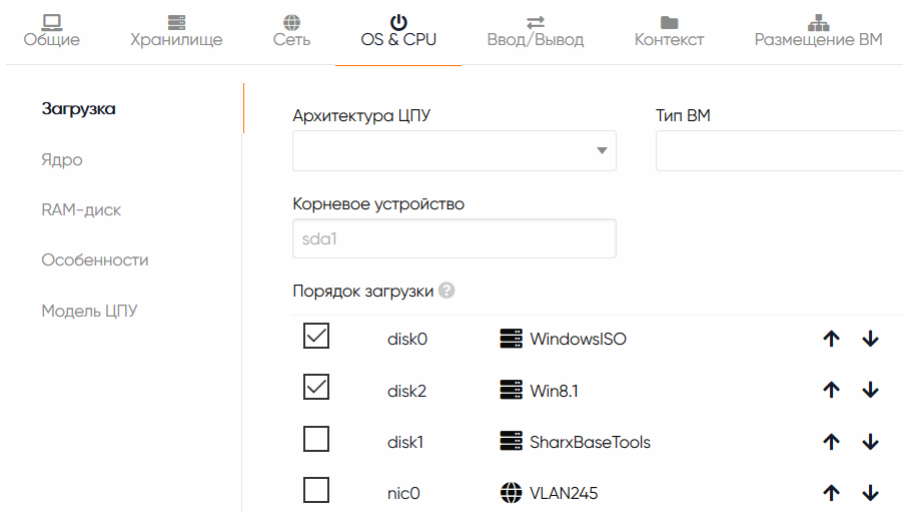 Общие Хранилище Сеть OS & CPU Ввод/Вывод Контекст Размещение ВМ
Загрузка
Ядро
RAM-диск
Особенности
Модель ЦПУ
Архитектура ЦПУ Тип ВМ
Корневое устройство
sda1
Порядок загрузки ?
disk0 WindowsISO
disk2 Win8.1
disk1 SharxBaseTools
nic0 VLAN245